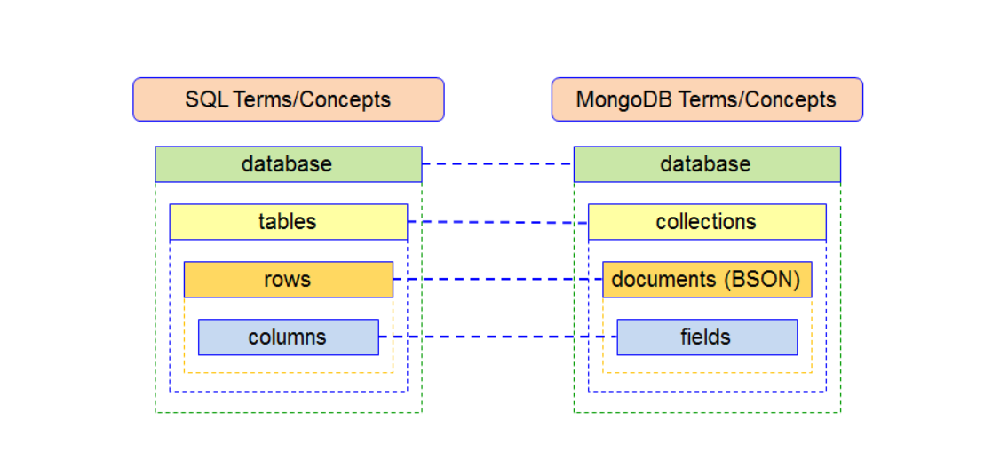 SQL Terms/Concepts
MongoDB Terms/Concepts
database
database
tables
collections
rows
documents (BSON)
columns
fields